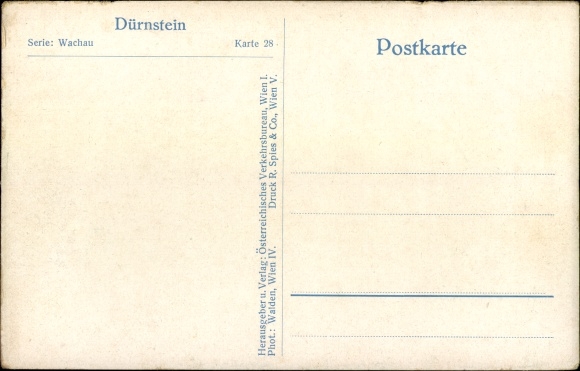 Dürnstein
Serie: Wachau Karte 28
Postkarte
Herausgeber u. Verlag: Österreichisches Verkehrsbureau, Wien I.
Phot.: Walden, Wien IV. Druck R. Spies & Co., Wien V.